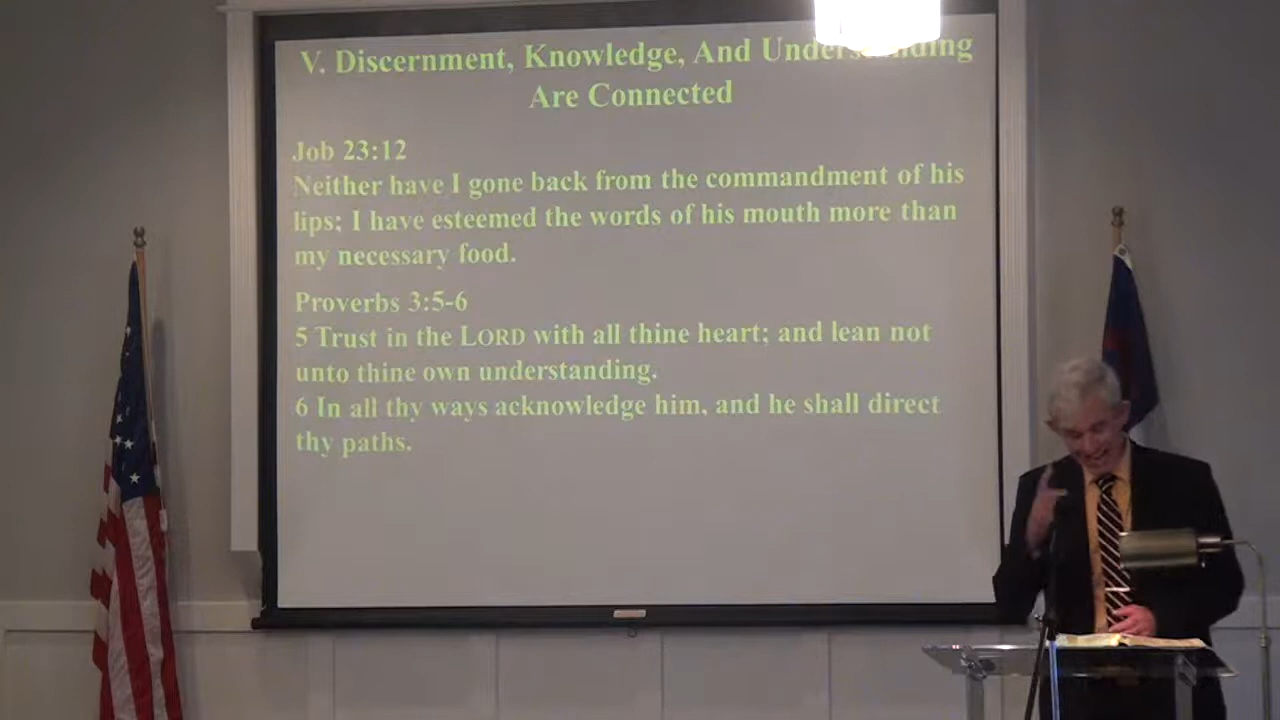 V. Discernment, Knowledge, And Understanding
Are Connected
Job 23:12
Neither have I gone back from the commandment of his
lips; I have esteemed the words of his mouth more than
my necessary food.
Proverbs 3:5-6
5 Trust in the LORD with all thine heart; and lean not
unto thine own understanding.
6 In all thy ways acknowledge him, and he shall direct
thy paths.